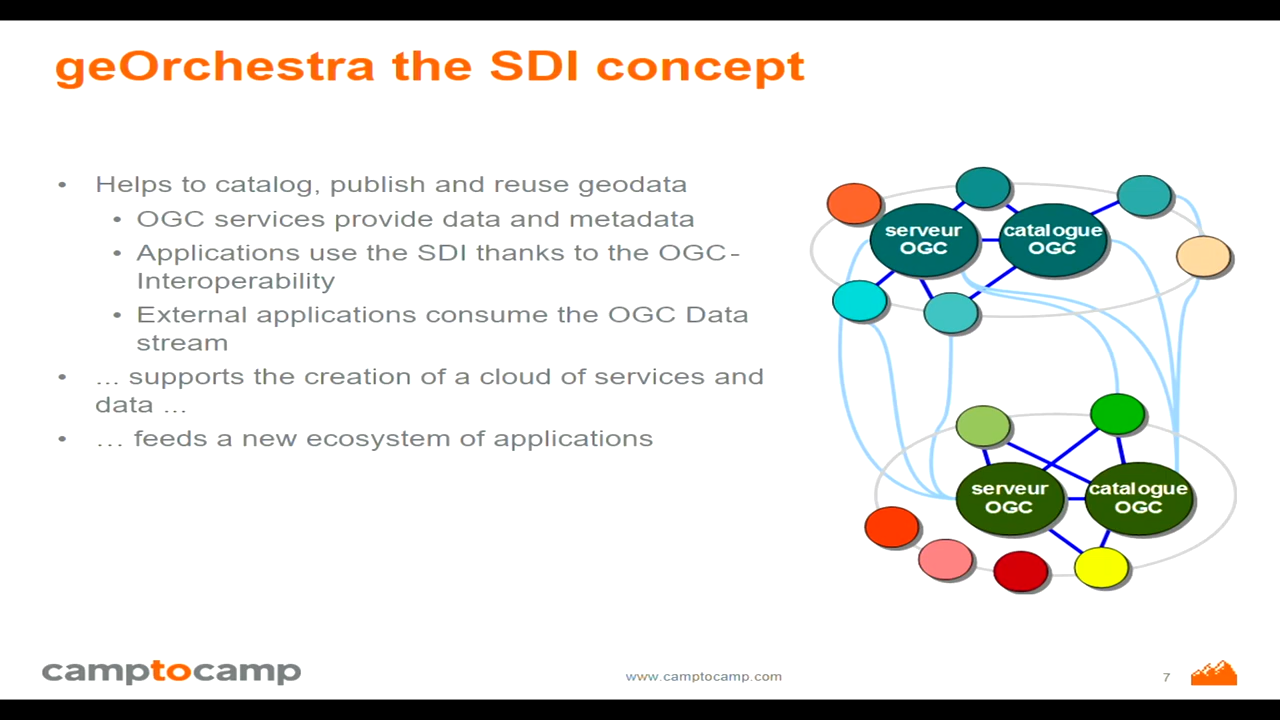 geOrchestra the SDI concept
• Helps to catalog, publish and reuse geodata
• OGC services provide data and metadata
• Applications use the SDI thanks to the OGC-
Interoperability
• External applications consume the OGC Data
stream
• ... supports the creation of a cloud of services and
data ...
• ... feeds a new ecosystem of applications
serveur
OGC
catalogue
OGC
serveur
OGC
catalogue
OGC
camptocamp
www.camptocamp.com
7